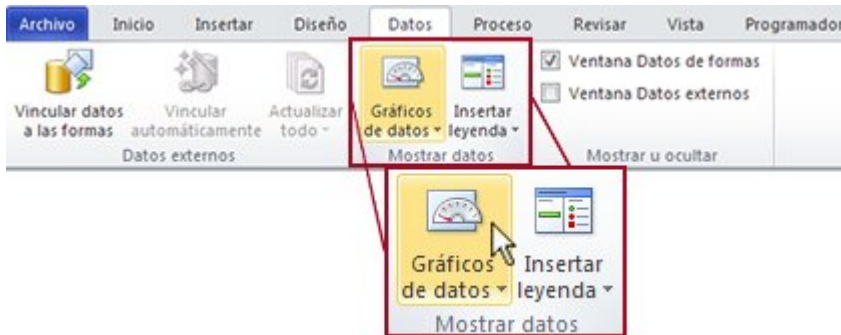 Archivo Inicio Insertar Diseño Datos Proceso Revisar Vista Programador
Vincular datos
a las formas
Vincular
automáticamente
Actualizar
todo
Datos externos
Gráficos
de datos
Insertar
leyenda
Mostrar datos
Ventana Datos de formas
Ventana Datos externos
Mostrar u ocultar
Gráficos
de datos
Insertar
leyenda
Mostrar datos